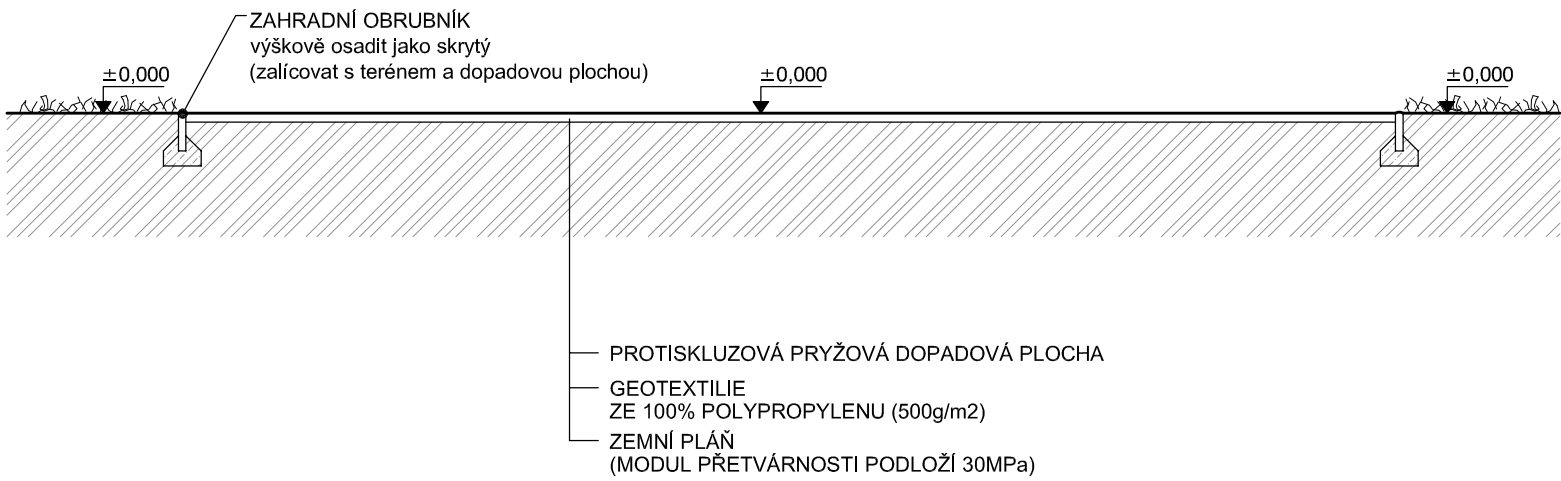 ZAHRADNÍ OBRUBNÍK
výškově osadit jako skrytý
(zalícovat s terénem a dopadovou plochou)
±0,000
±0,000
±0,000
PROTISKLUZOVÁ PRYŽOVÁ DOPADOVÁ PLOCHA
GEOTEXTILIE
ZE 100% POLYPROPYLENU (500g/m2)
ZEMNÍ PLÁŇ
(MODUL PŘETVÁRNOSTI PODLOŽÍ 30MPa)